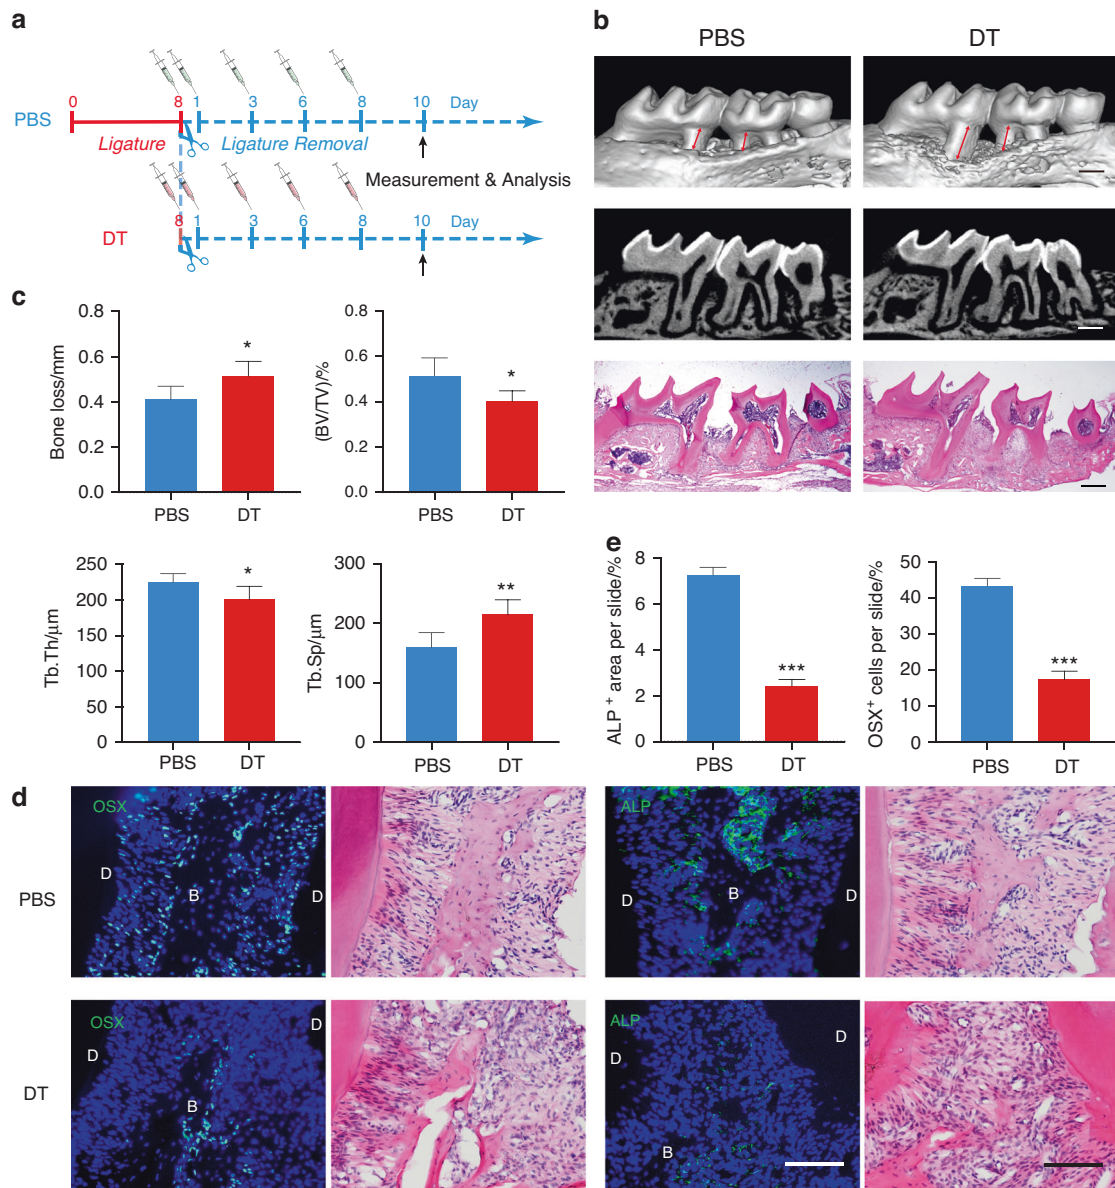 a
PBS
0
8
1
3
6
8
10
Day
Ligature
Ligature Removal
Measurement & Analysis
DT
8
1
3
6
8
10
Day
b
PBS
DT
c
Bone loss/mm
0.8
0.6
0.4
0.2
0.0
*
PBS
DT
(BV/TV)/%
0.8
0.6
0.4
0.2
0.0
*
PBS
DT
Tb.Th/μm
250
200
150
100
50
0
*
PBS
DT
Tb.Sp/μm
300
200
100
0
**
PBS
DT
e
ALP+ area per slide/%
8
6
4
2
0
***
PBS
DT
OSX+ cells per slide/%
50
40
30
20
10
0
***
PBS
DT
d
PBS
OSX
D
B
D
ALP
D
B
D
DT
OSX
D
D
B
ALP
D
D
B